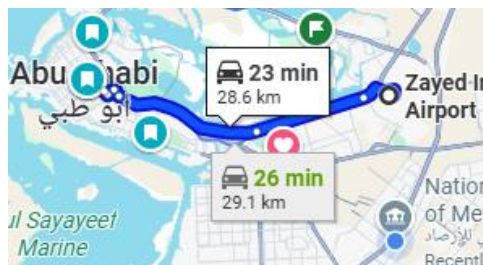 Abu Dhabi
أبو ظبي
23 min
28.6 km
Zayed In
Airport
26 min
29.1 km
Nation
of Me
ul Sayayeef
Marine
Recentl